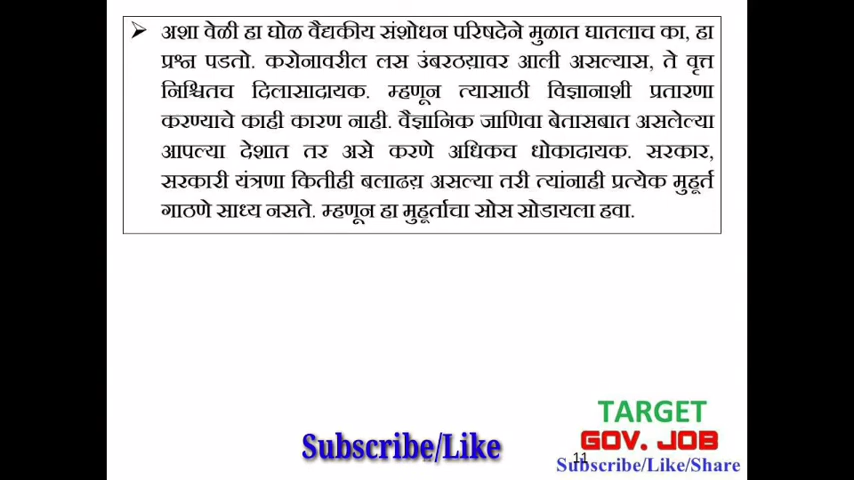 ➢ अशा वेळी हा घोळ वैद्यकीय संशोधन परिषदेने मुळात घातलाच का, हा
प्रश्न पडतो. करोनावरील लस उंबरठय़ावर आली असल्यास, ते वृत्त
निश्चितच दिलासादायक. म्हणून त्यासाठी विज्ञानाशी प्रतारणा
करण्याचे काही कारण नाही. वैज्ञानिक जाणिवा बेतासबात असलेल्या
आपल्या देशात तर असे करणे अधिकच धोकादायक. सरकार,
सरकारी यंत्रणा कितीही बलाढय़ असल्या तरी त्यांनाही प्रत्येक मुहूर्त
गाठणे साध्य नसते. म्हणून हा मुहूर्ताचा सोस सोडायला हवा.
TARGET
GOV. JOB
Subscribe/Like
11
Subscribe/Like/Share